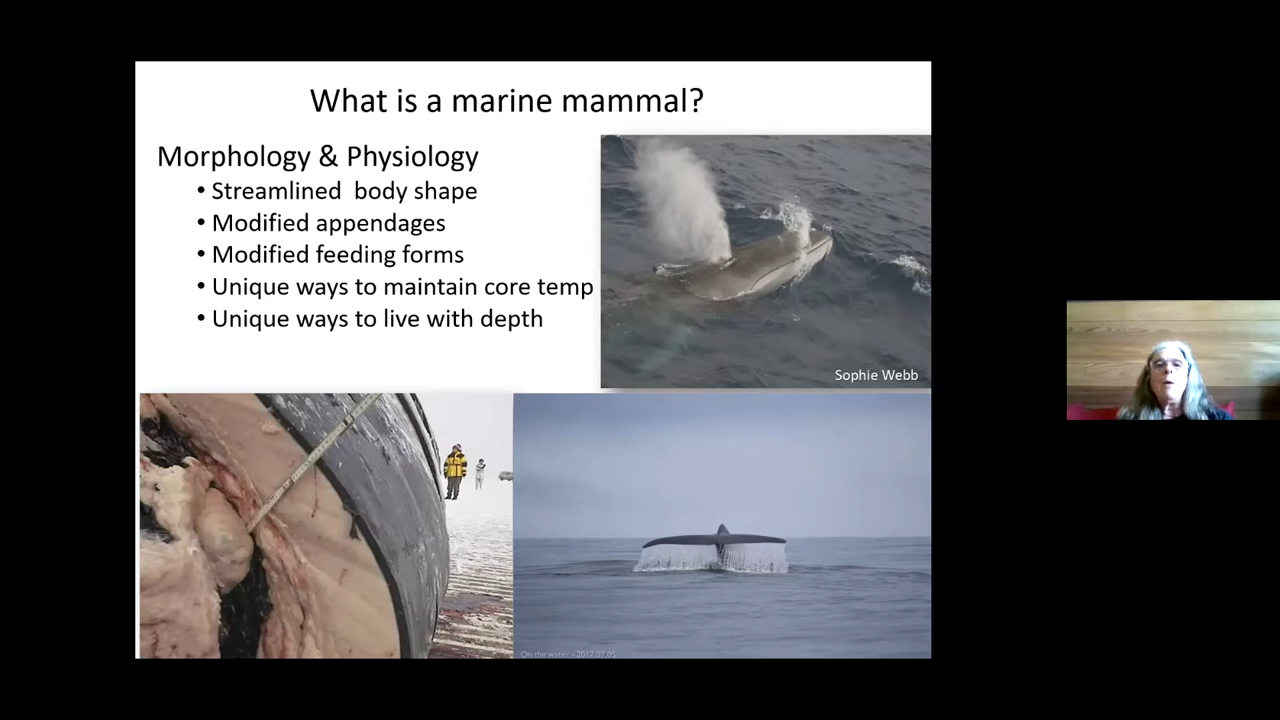 What is a marine mammal?
Morphology & Physiology
• Streamlined  body shape
• Modified appendages
• Modified feeding forms
• Unique ways to maintain core temp
• Unique ways to live with depth
Sophie Webb
On the water - 2017.07.05